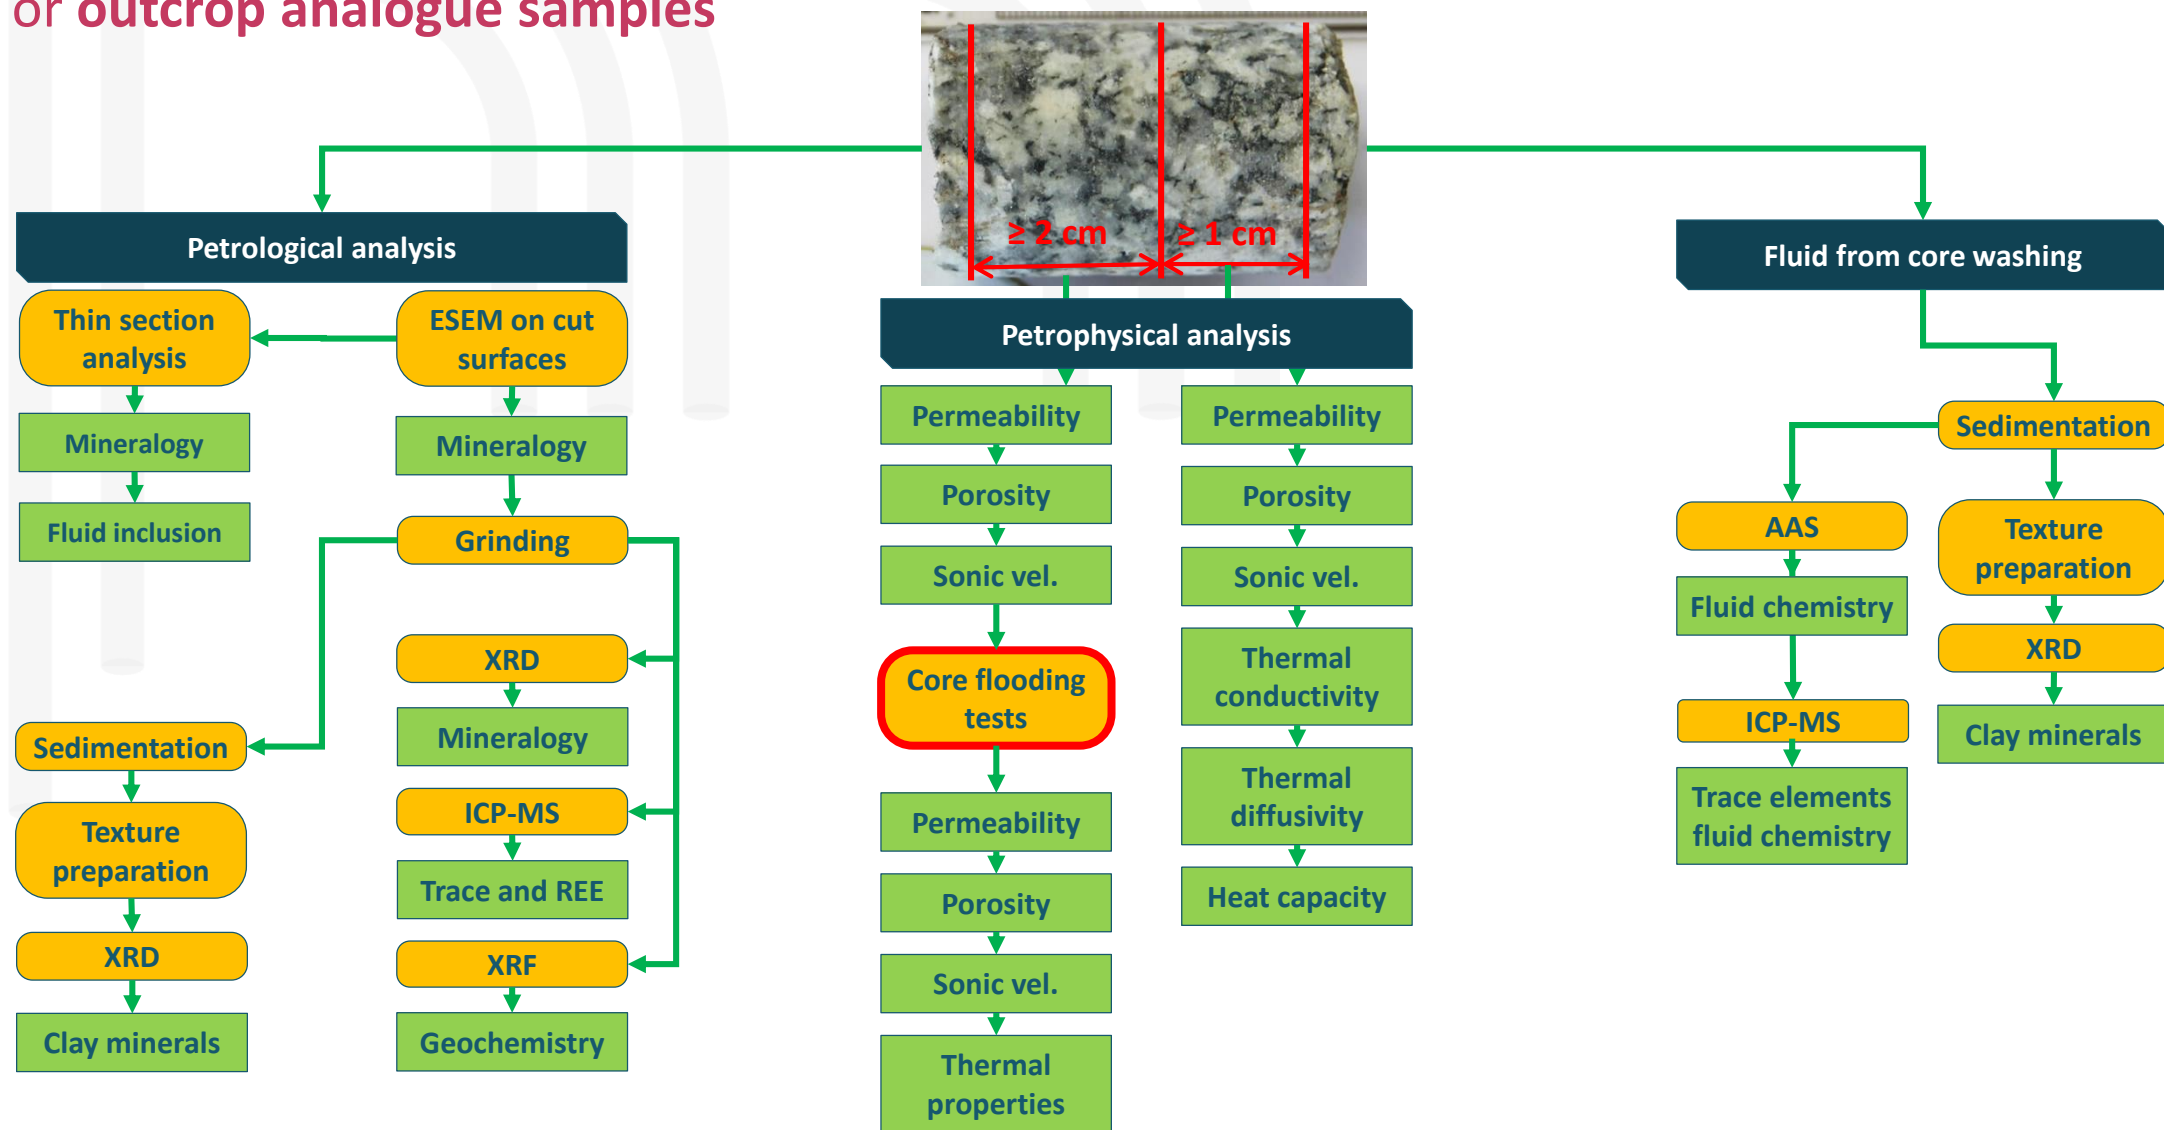 or outcrop analogue samples
≥ 2 cm
≥ 1 cm
Petrological analysis
Thin section
analysis
Mineralogy
Fluid inclusion
ESEM on cut
surfaces
Mineralogy
Grinding
XRD
Mineralogy
ICP-MS
Trace and REE
XRF
Geochemistry
Sedimentation
Texture
preparation
XRD
Clay minerals
Petrophysical analysis
Permeability
Porosity
Sonic vel.
Core flooding
tests
Permeability
Porosity
Sonic vel.
Thermal
properties
Permeability
Porosity
Sonic vel.
Thermal
conductivity
Thermal
diffusivity
Heat capacity
Fluid from core washing
Sedimentation
AAS
Fluid chemistry
ICP-MS
Trace elements
fluid chemistry
Texture
preparation
XRD
Clay minerals